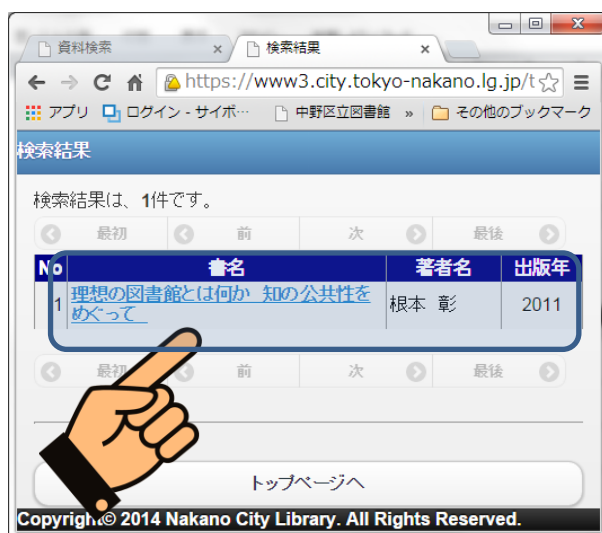 資料検索 × 検索結果 ×
https://www3.city.tokyo-nakano.lg.jp/t
アプリ ログイン - サイボ… 中野区立図書館 » その他のブックマーク
検索結果
検索結果は、1件です。
最初 前 次 最後
No 書名 著者名 出版年
1 理想の図書館とは何か 知の公共性を
めぐって 根本 彰 2011
最初 前 次 最後
トップページへ
Copyright© 2014 Nakano City Library. All Rights Reserved.